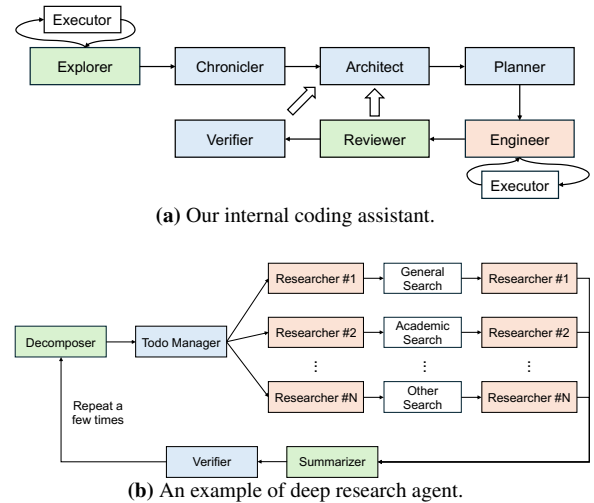 Executor
Explorer
Chronicler
Architect
Planner
Verifier
Reviewer
Engineer
Executor
(a) Our internal coding assistant.
Researcher #1
General
Search
Researcher #1
Decomposer
Todo Manager
Researcher #2
Academic
Search
Researcher #2
⋮
⋮
⋮
Researcher #N
Other
Search
Researcher #N
Repeat a
few times
Verifier
Summarizer
(b) An example of deep research agent.